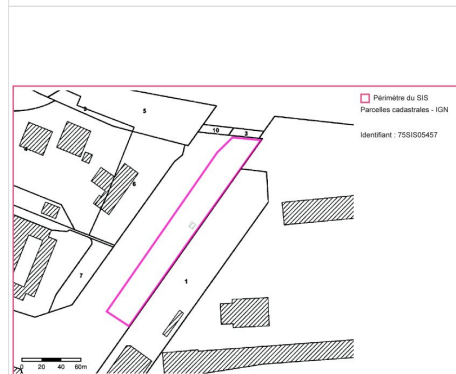 Périmètre du SIS
Parcelles cadastrales - IGN
Identifiant : 75SIS05457
5
10
3
6
7
1
0 20 40 60m